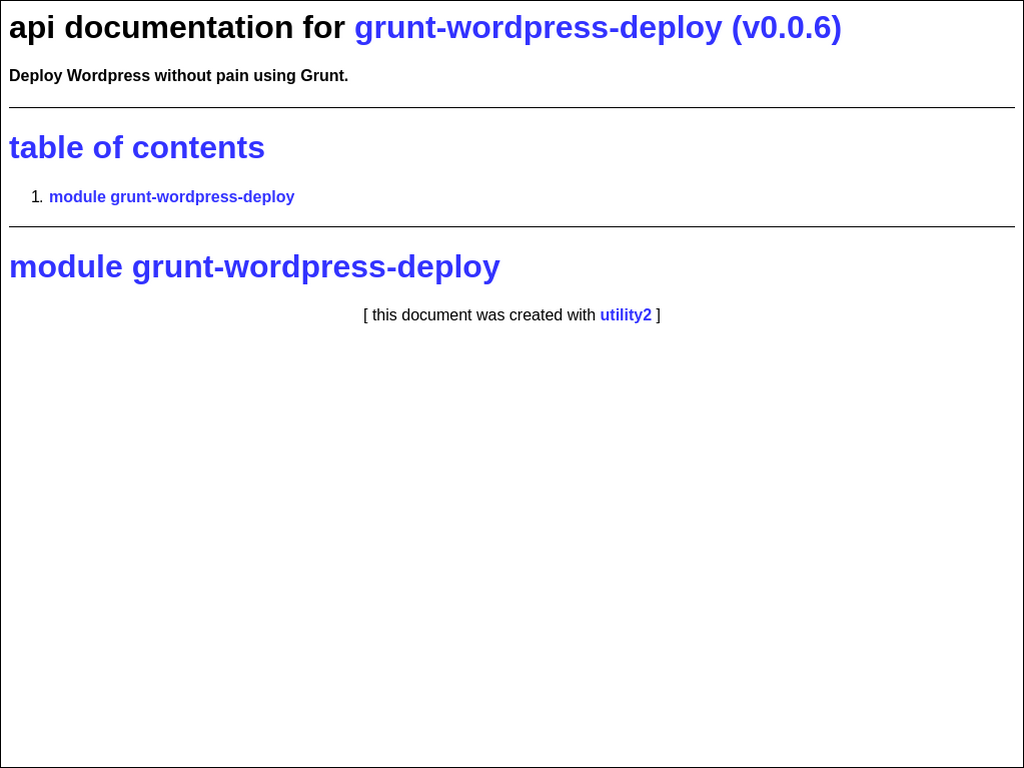 api documentation for grunt-wordpress-deploy (v0.0.6)
Deploy Wordpress without pain using Grunt.
table of contents
1. module grunt-wordpress-deploy
module grunt-wordpress-deploy
[ this document was created with utility2 ]